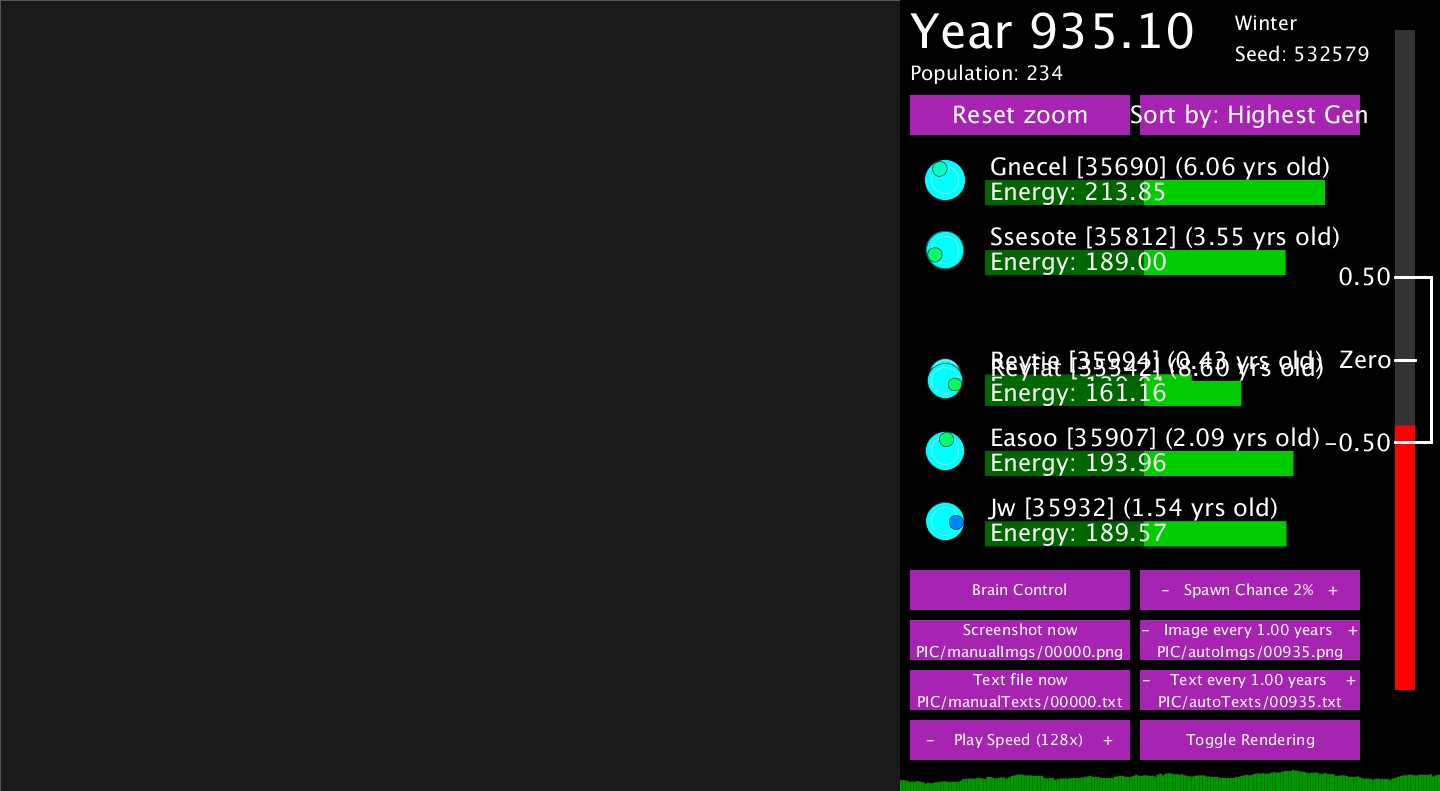 Year 935.10
Winter
Seed: 532579
Population: 234
Reset zoom
Sort by: Highest Gen
Gnecel [35690] (6.06 yrs old)
Energy: 213.85
Ssesote [35812] (3.55 yrs old)
Energy: 189.00
0.50
Zero
Reytie [35994] (0.43 yrs old)
Reyfat [35542] (8.60 yrs old)
Energy: 161.16
Easoo [35907] (2.09 yrs old)
-0.50
Energy: 193.96
Jw [35932] (1.54 yrs old)
Energy: 189.57
Brain Control
- Spawn Chance 2% +
Screenshot now
PIC/manualImgs/00000.png
- Image every 1.00 years +
PIC/autoImgs/00935.png
Text file now
PIC/manualTexts/00000.txt
- Text every 1.00 years +
PIC/autoTexts/00935.txt
- Play Speed (128x) +
Toggle Rendering